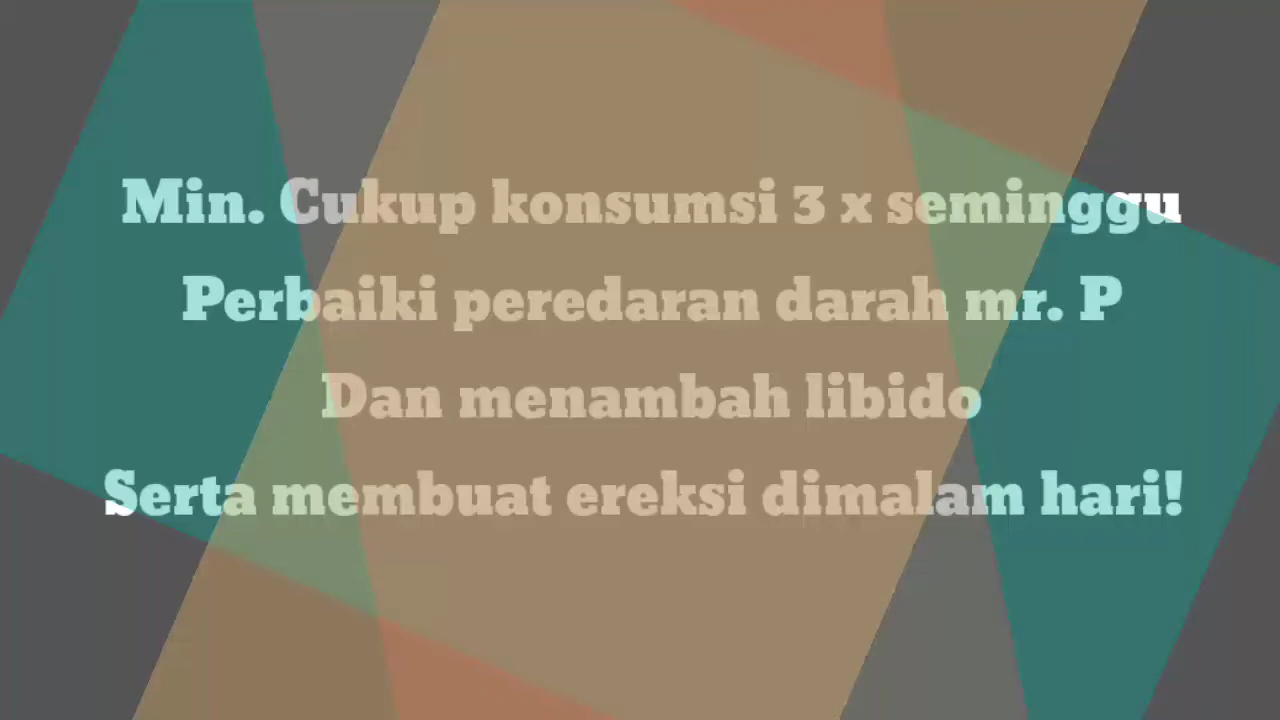 Min. Cukup konsumsi 3 x seminggu
Perbaiki peredaran darah mr. P
Dan menambah libido
Serta membuat ereksi dimalam hari!